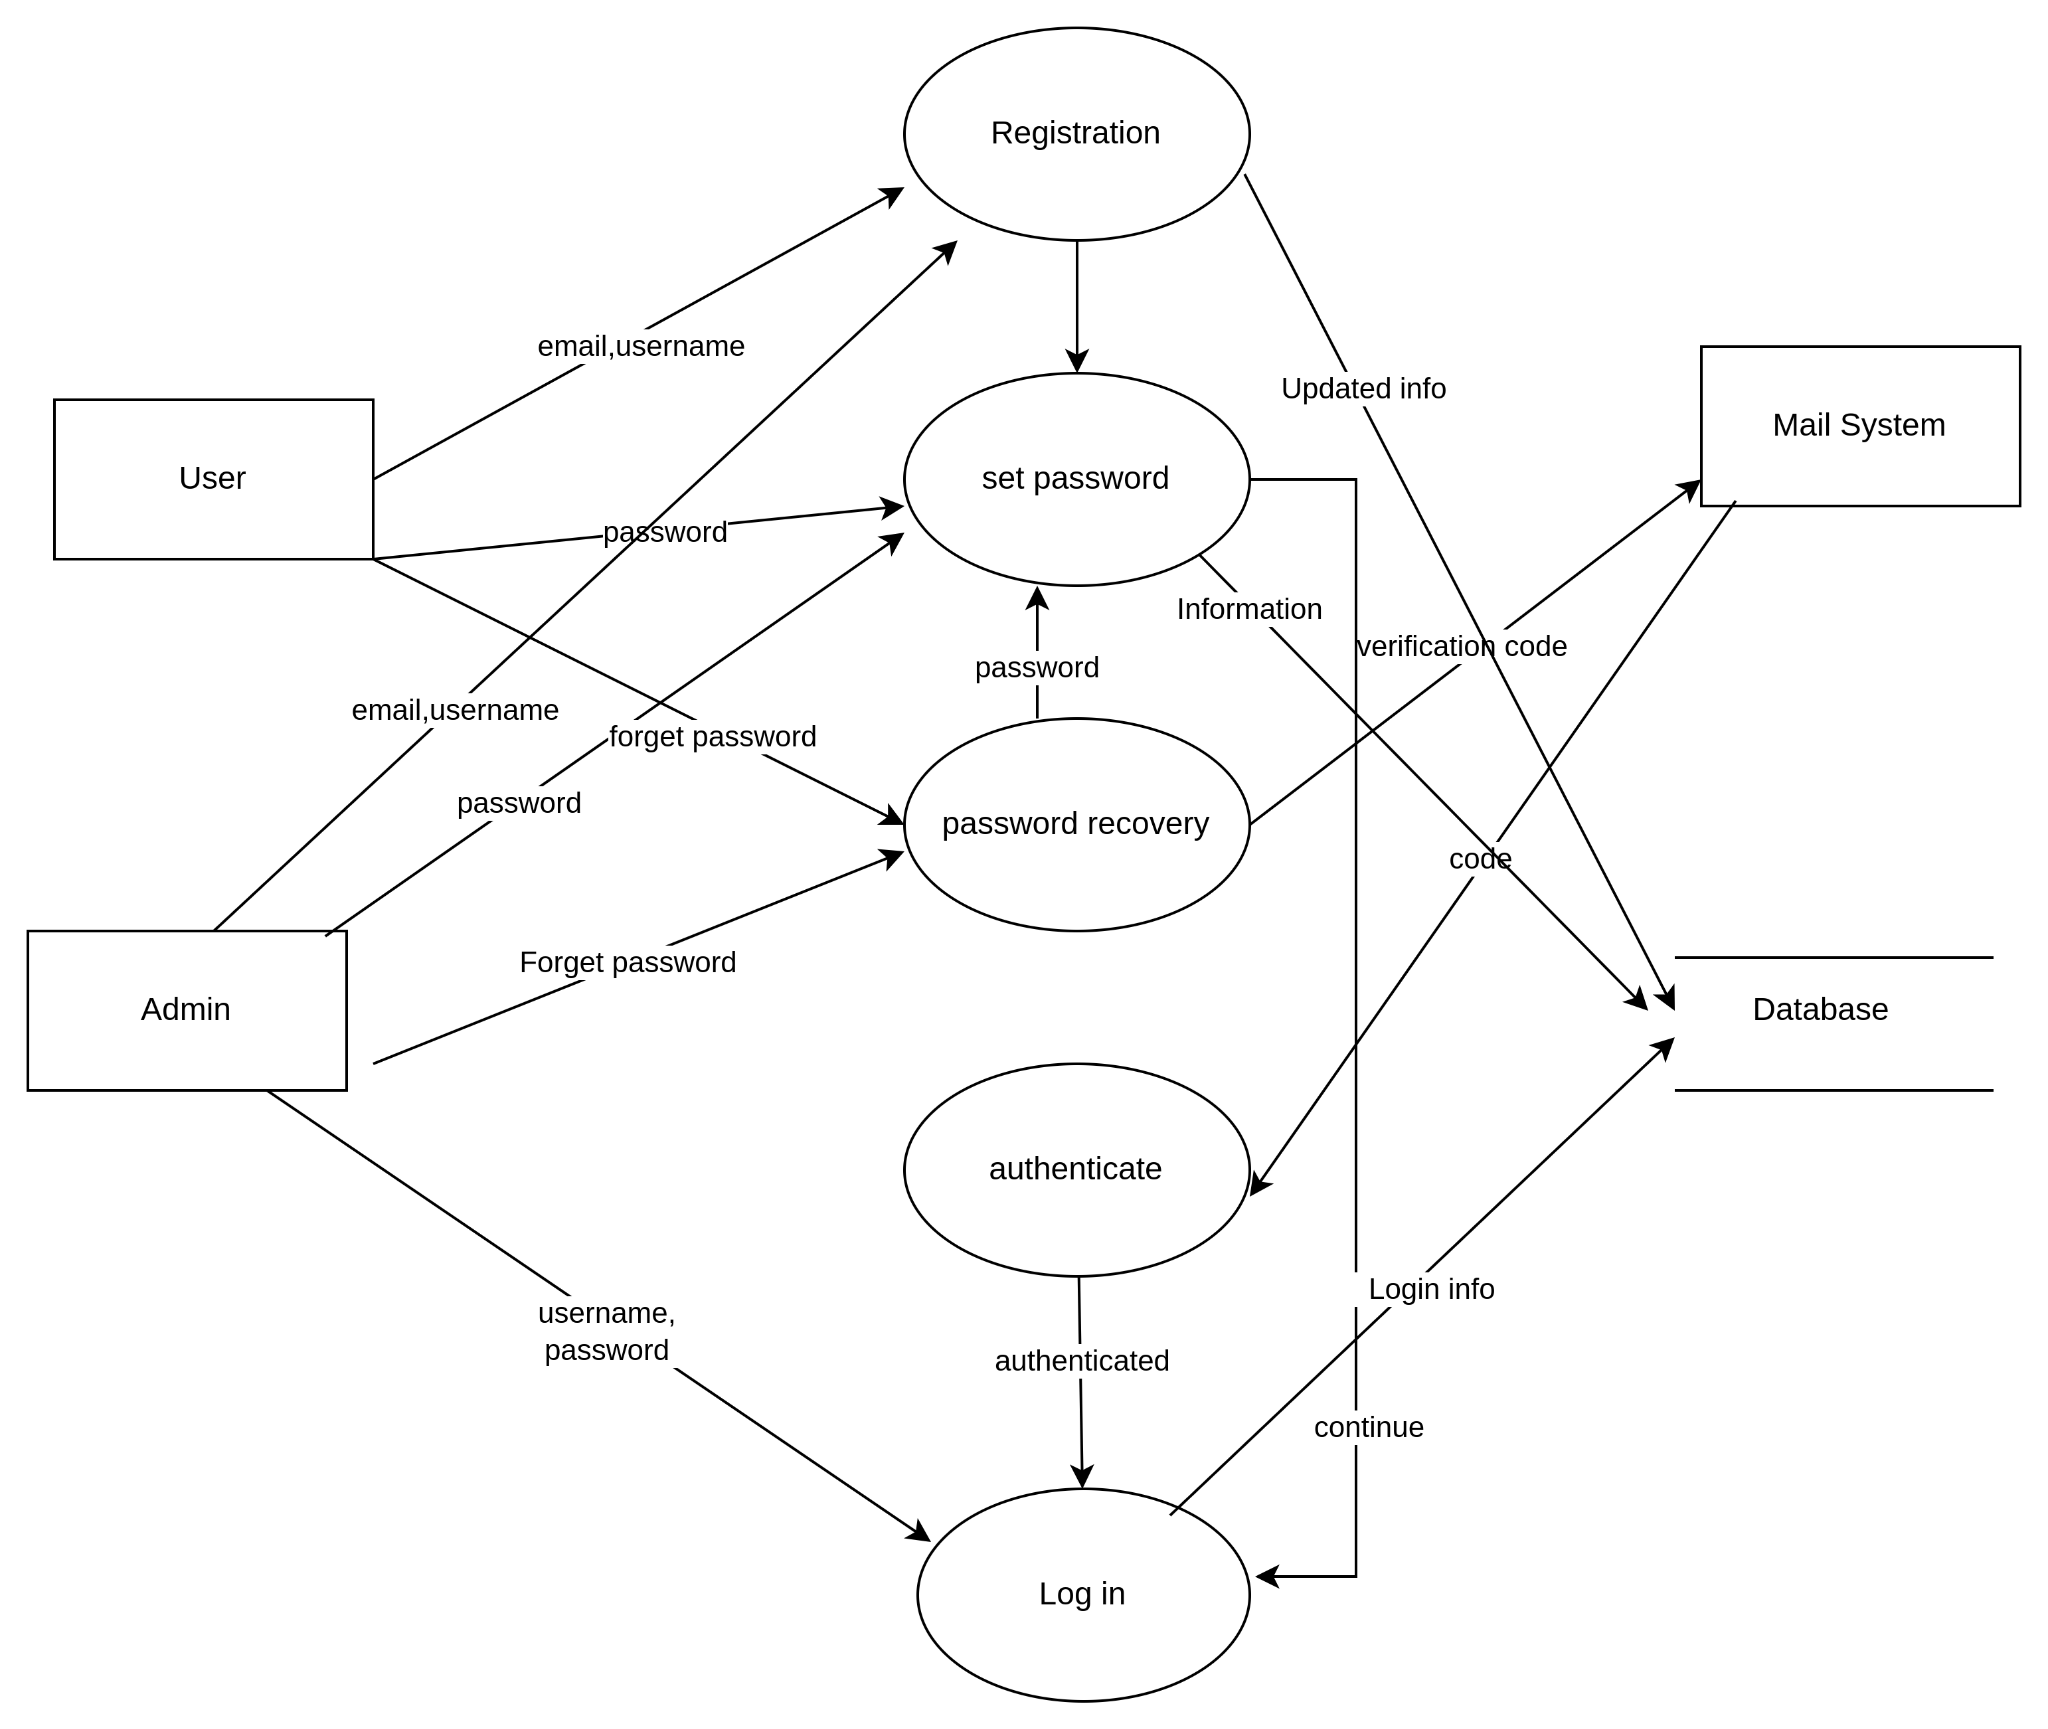 Registration
email,username
Updated info
Mail System
User
set password
password
Information
verification code
password
email,username
forget password
password
password recovery
code
Forget password
Admin
Database
authenticate
Login info
username,
password
authenticated
continue
Log in